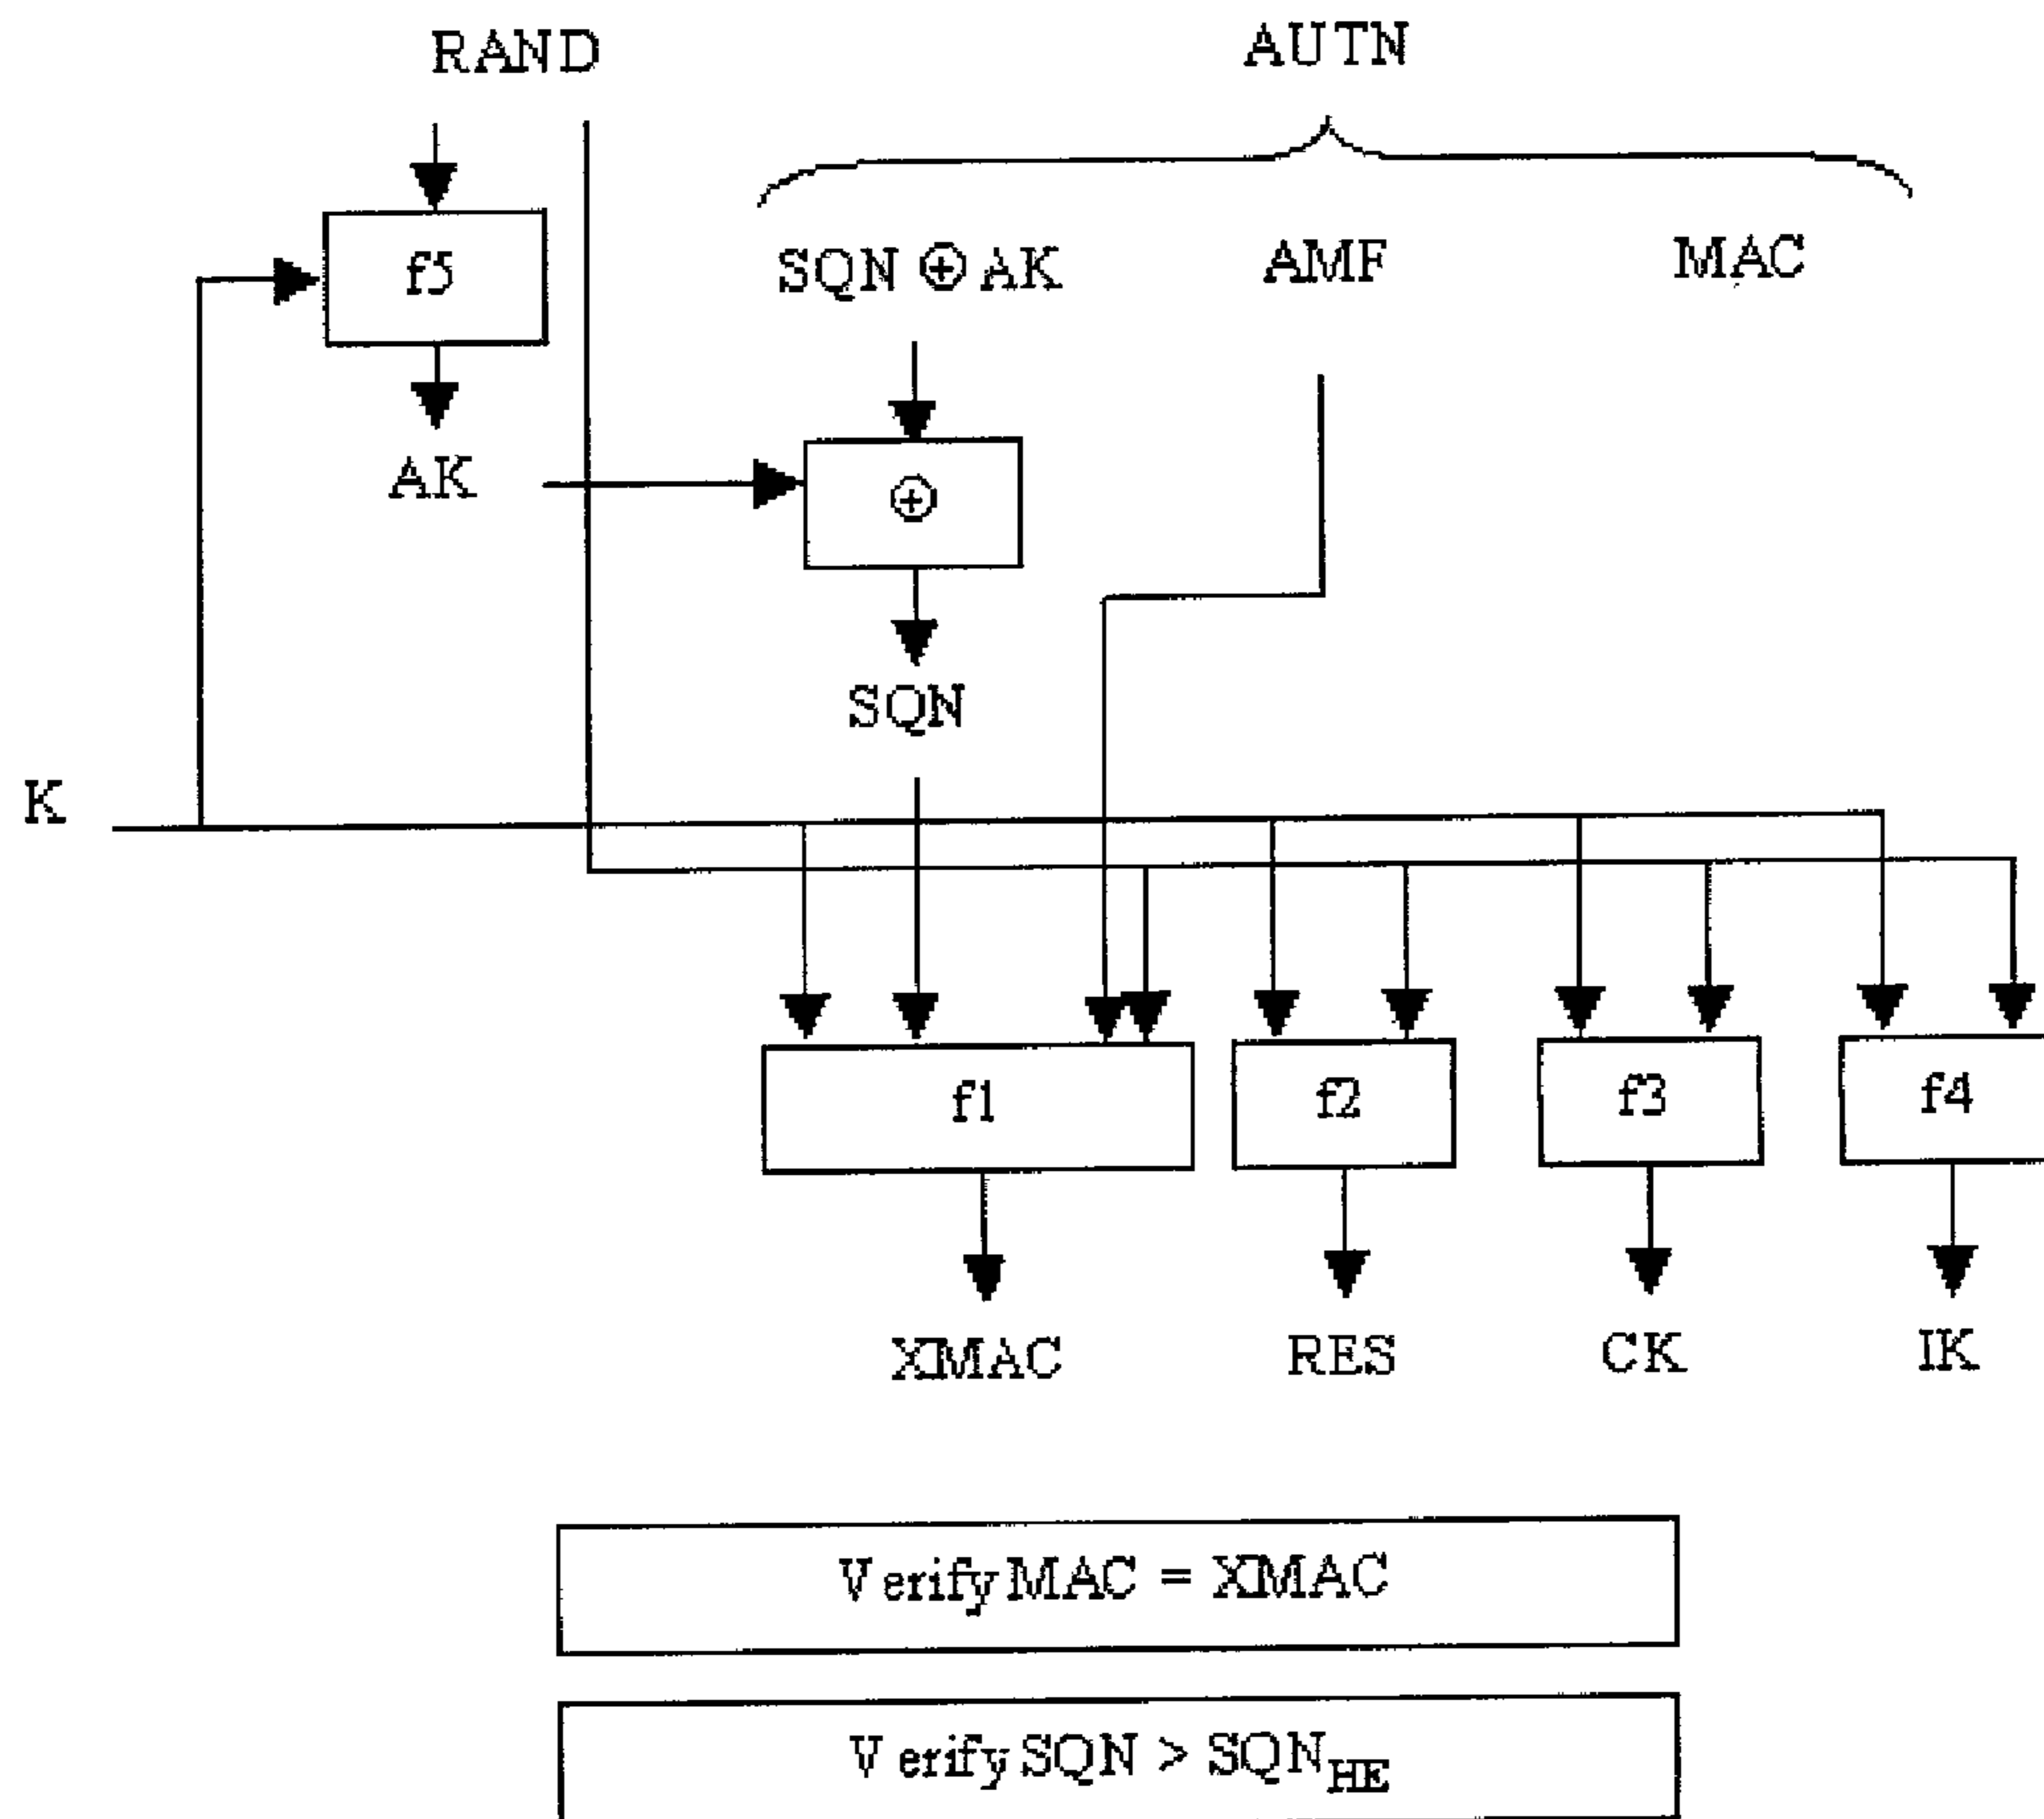 RAND AUTN
f5 SQN ⊕ AK AMF MAC
AK ⊕
SQN
K
f1 f2 f3 f4
XMAC RES CK IK
Verify MAC = XMAC
Verify SQN > SQN_HE